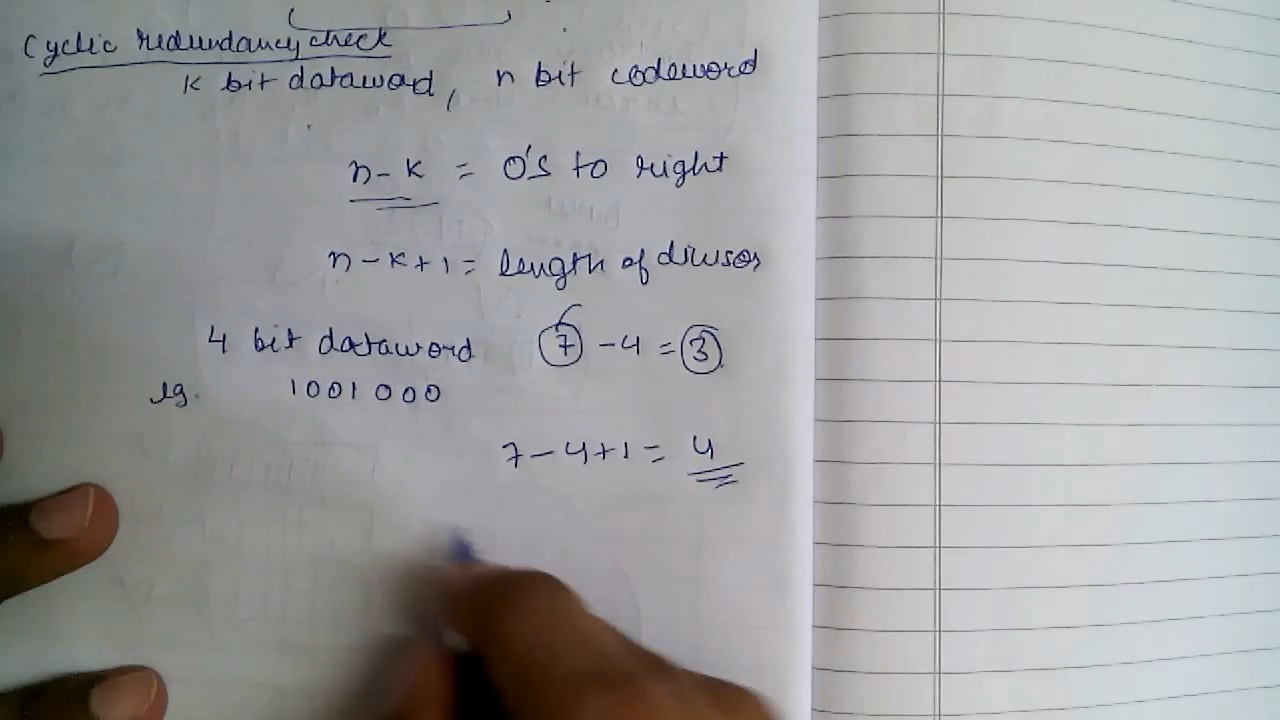 Cyclic redundancy check
k bit dataword, n bit codeword
n-k = 0's to right
n-k+1 = length of divisor
4 bit dataword 7 - 4 = 3
eg. 1001000
7-4+1 = 4